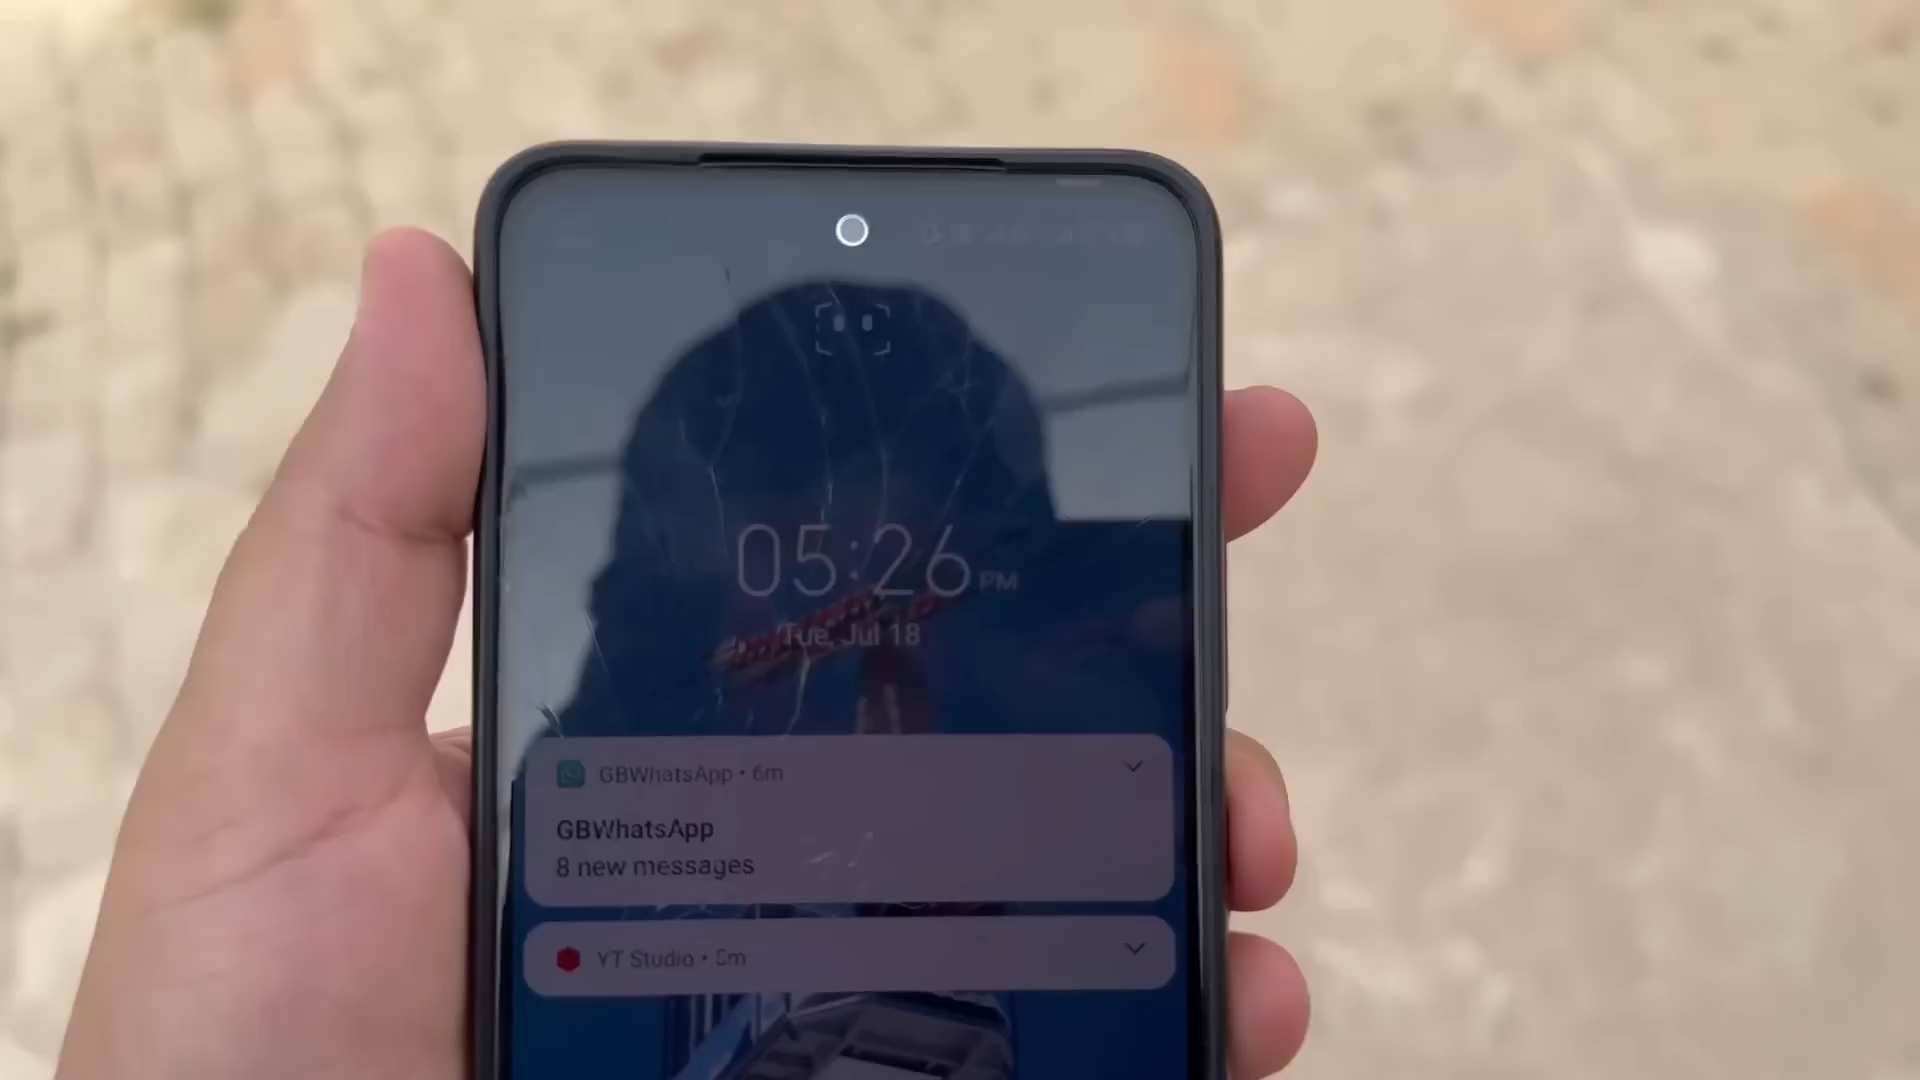 05:26 PM
Tue, Jul 18
GBWhatsApp • 6m
GBWhatsApp
8 new messages
YT Studio • 5m